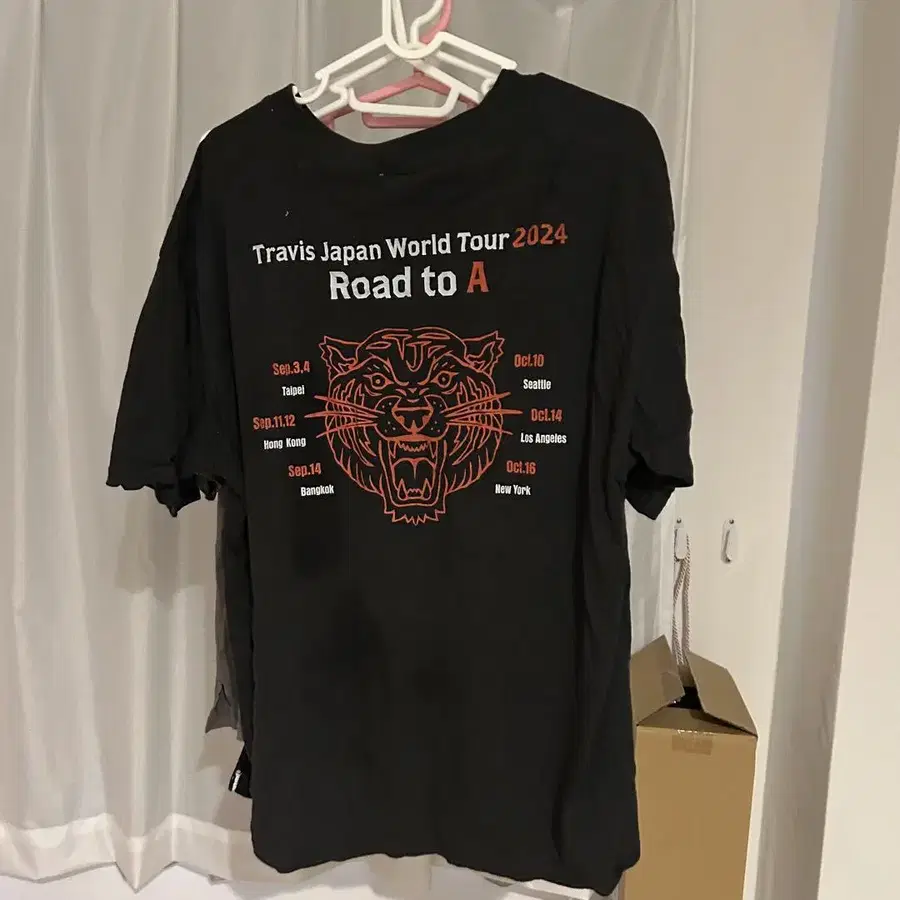 Travis Japan World Tour 2024
Road to A
Sep.3,4
Taipei
Sep.11.12
Hong Kong
Sep.14
Bangkok
TJ
Oct.10
Seattle
Oct.14
Los Angeles
Oct.16
New York